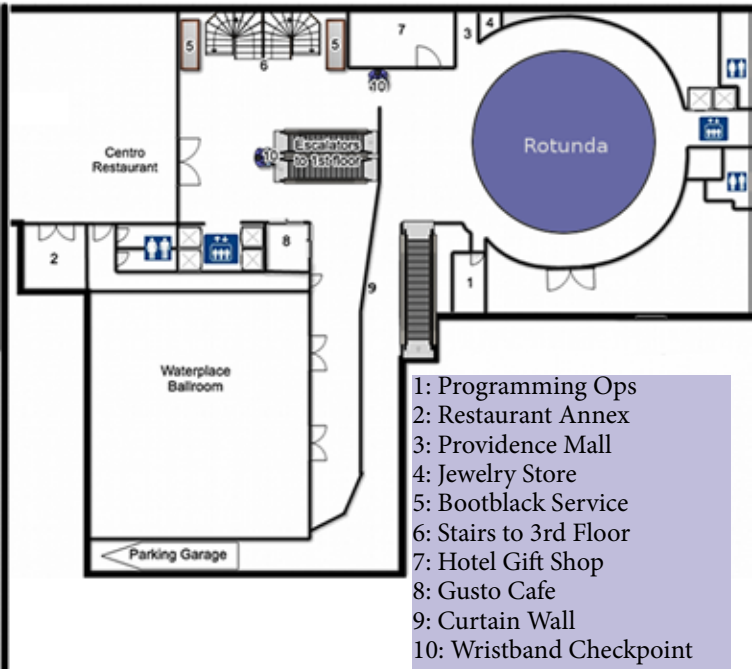 7
3
4
5
5
6
10
Centro
Restaurant
10
Escalators
to 1st floor
Rotunda
2
8
9
1
Waterplace
Ballroom
Parking Garage
1: Programming Ops
2: Restaurant Annex
3: Providence Mall
4: Jewelry Store
5: Bootblack Service
6: Stairs to 3rd Floor
7: Hotel Gift Shop
8: Gusto Cafe
9: Curtain Wall
10: Wristband Checkpoint